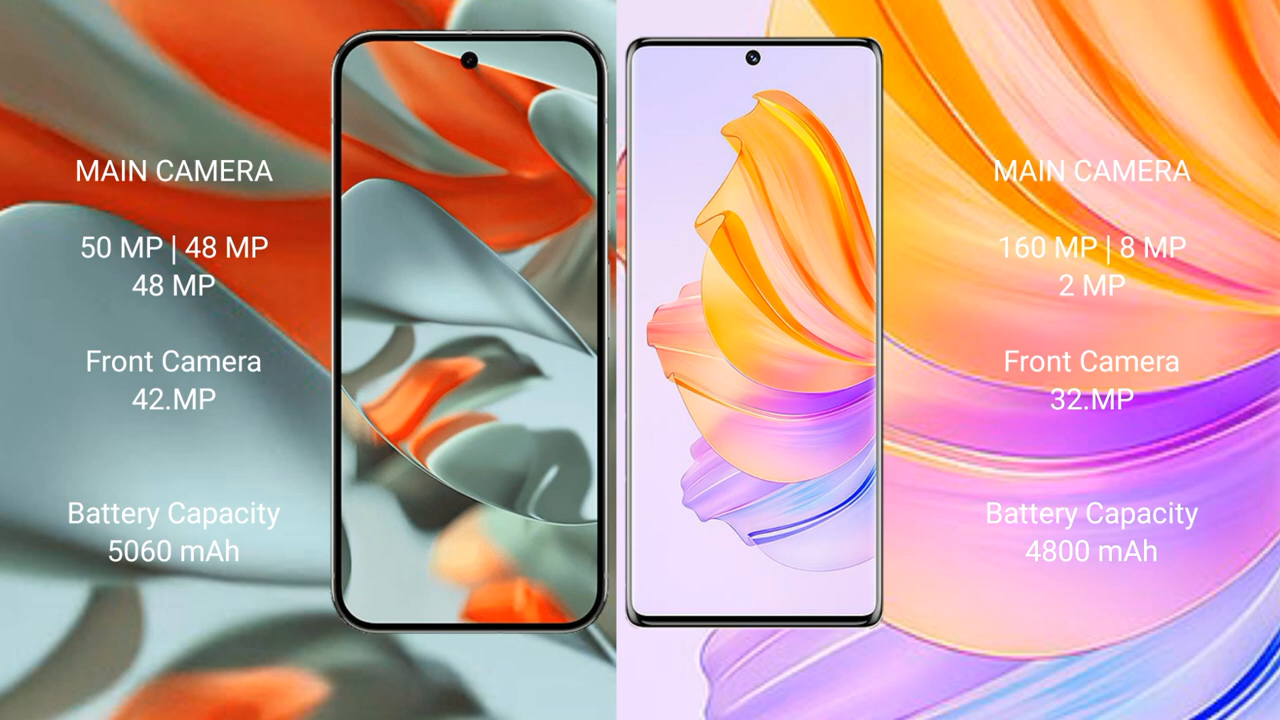 MAIN CAMERA
50 MP | 48 MP
48 MP
Front Camera
42.MP
Battery Capacity
5060 mAh
MAIN CAMERA
160 MP | 8 MP
2 MP
Front Camera
32.MP
Battery Capacity
4800 mAh